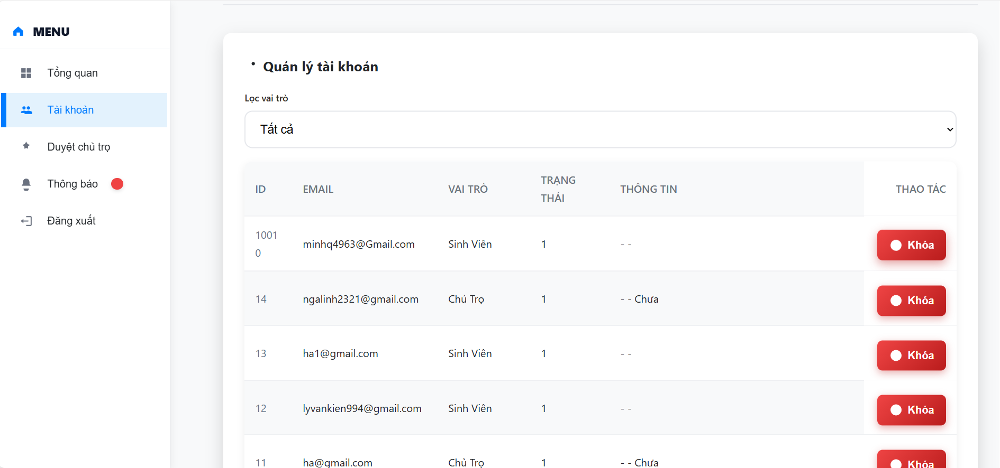 MENU
Tổng quan
Tài khoản
Duyệt chủ trọ
Thông báo
Đăng xuất
Quản lý tài khoản
Lọc vai trò
Tất cả
ID EMAIL VAI TRÒ TRẠNG THÁI THÔNG TIN THAO TÁC
10010 minhq4963@Gmail.com Sinh Viên 1 - - Khóa
14 ngalinh2321@gmail.com Chủ Trọ 1 - - Chưa Khóa
13 ha1@gmail.com Sinh Viên 1 - - Khóa
12 lyvankien994@gmail.com Sinh Viên 1 - - Khóa
11 ha@gmail.com Chủ Trọ 1 - - Chưa Khóa